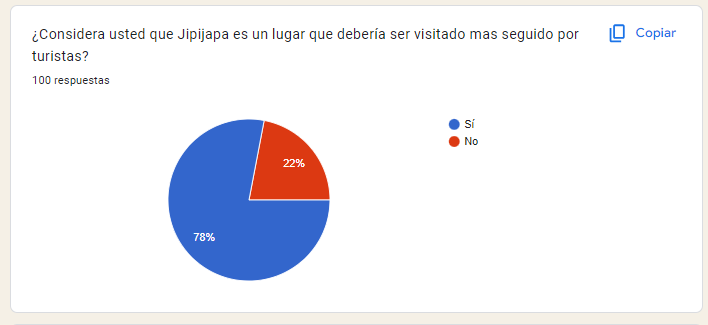 ¿Considera usted que Jipijapa es un lugar que debería ser visitado mas seguido por
turistas?
Copiar
100 respuestas
Sí
No
22%
78%